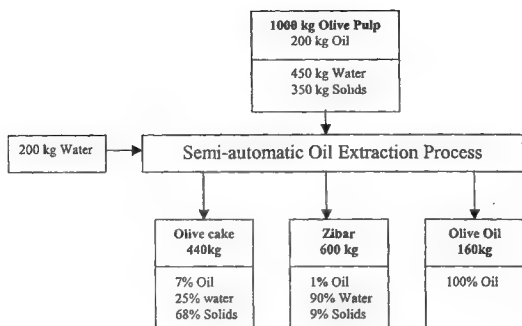 1000 kg Olive Pulp
200 kg Oil
450 kg Water
350 kg Solids
200 kg Water
Semi-automatic Oil Extraction Process
Olive cake
440kg
7% Oil
25% water
68% Solids
Zibar
600 kg
1% Oil
90% Water
9% Solids
Olive Oil
160kg
100% Oil